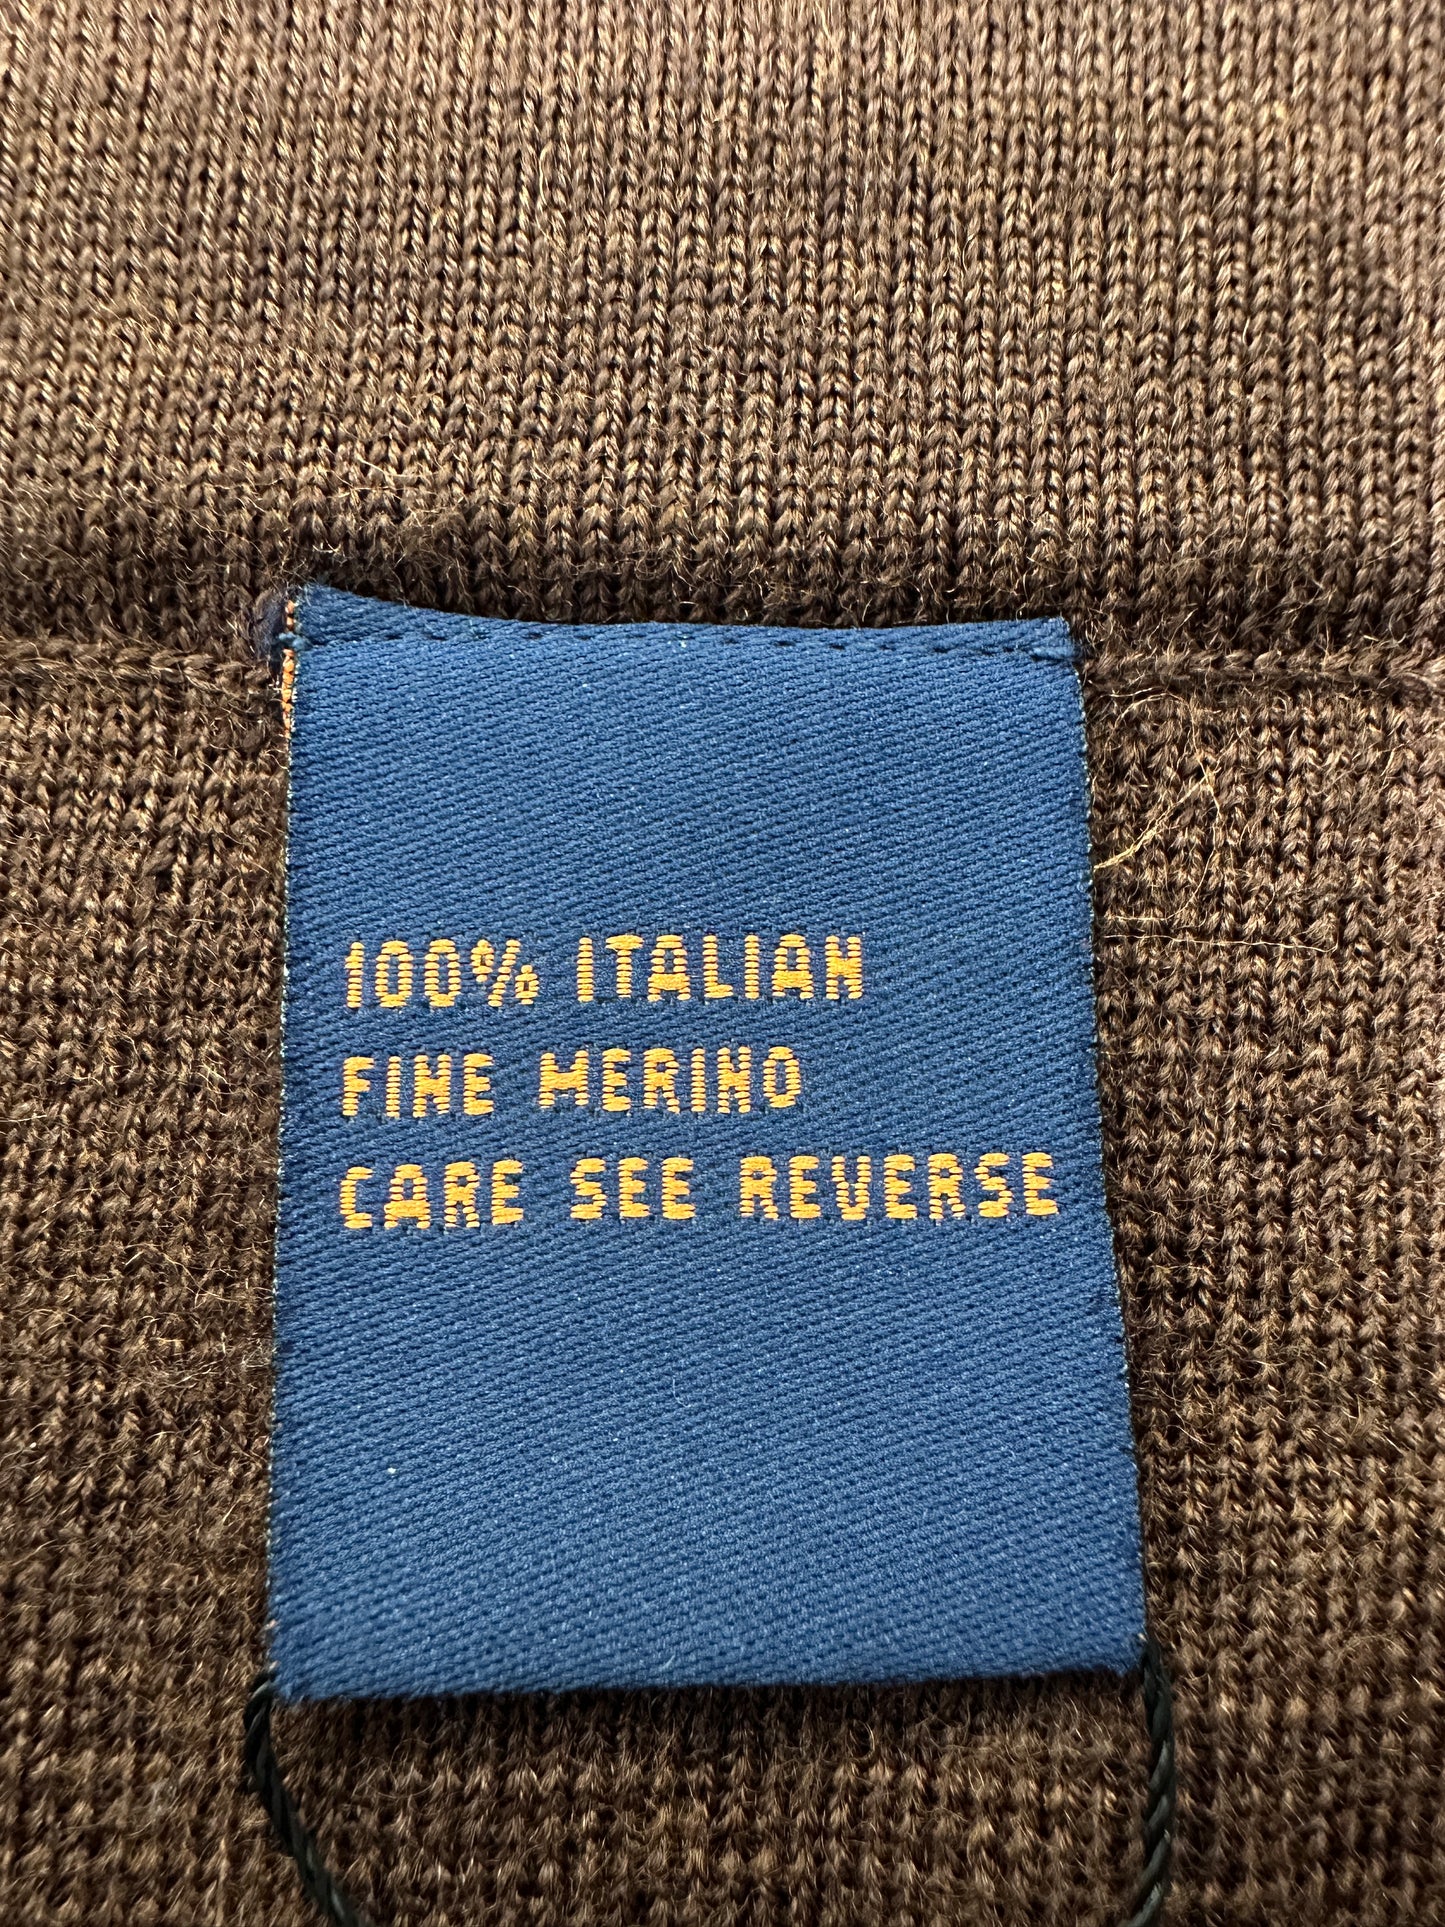 100% ITALIAN
FINE MERINO
CARE SEE REVERSE